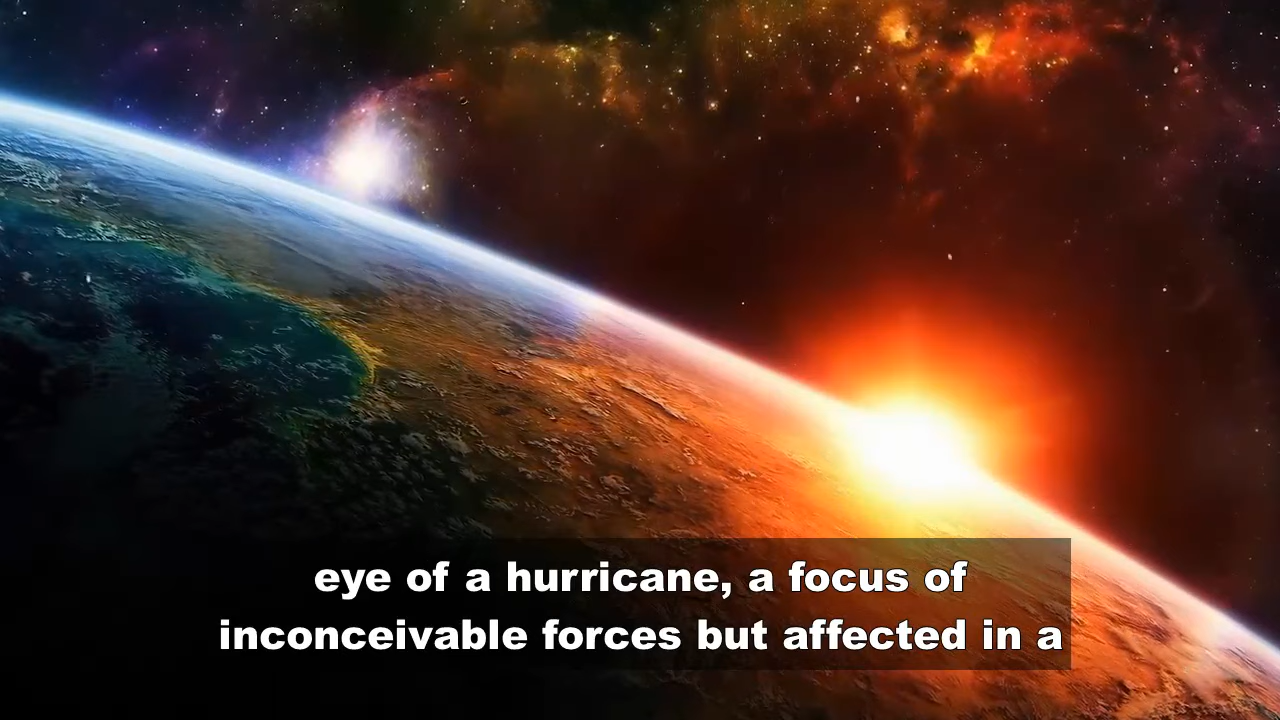 eye of a hurricane, a focus of
inconceivable forces but affected in a